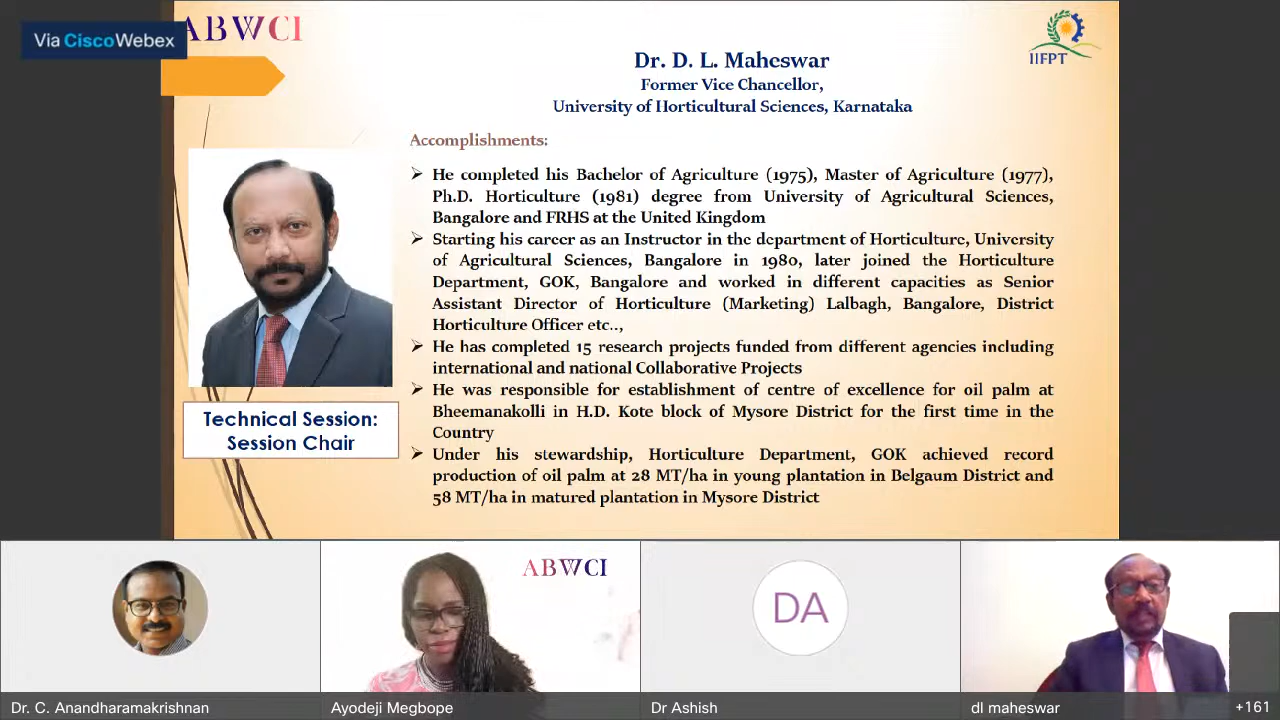 ABWCI
Via CiscoWebex
IIFPT
Dr. D. L. Maheswar
Former Vice Chancellor,
University of Horticultural Sciences, Karnataka
Accomplishments:
➢ He completed his Bachelor of Agriculture (1975), Master of Agriculture (1977),
Ph.D. Horticulture (1981) degree from University of Agricultural Sciences,
Bangalore and FRHS at the United Kingdom
➢ Starting his career as an Instructor in the department of Horticulture, University
of Agricultural Sciences, Bangalore in 1980, later joined the Horticulture
Department, GOK, Bangalore and worked in different capacities as Senior
Assistant Director of Horticulture (Marketing) Lalbagh, Bangalore, District
Horticulture Officer etc..,
➢ He has completed 15 research projects funded from different agencies including
international and national Collaborative Projects
➢ He was responsible for establishment of centre of excellence for oil palm at
Bheemanakolli in H.D. Kote block of Mysore District for the first time in the
Country
➢ Under his stewardship, Horticulture Department, GOK achieved record
production of oil palm at 28 MT/ha in young plantation in Belgaum District and
58 MT/ha in matured plantation in Mysore District
Technical Session:
Session Chair
ABWCI
DA
Dr. C. Anandharamakrishnan
Ayodeji Megbope
Dr Ashish
dl maheswar
+161